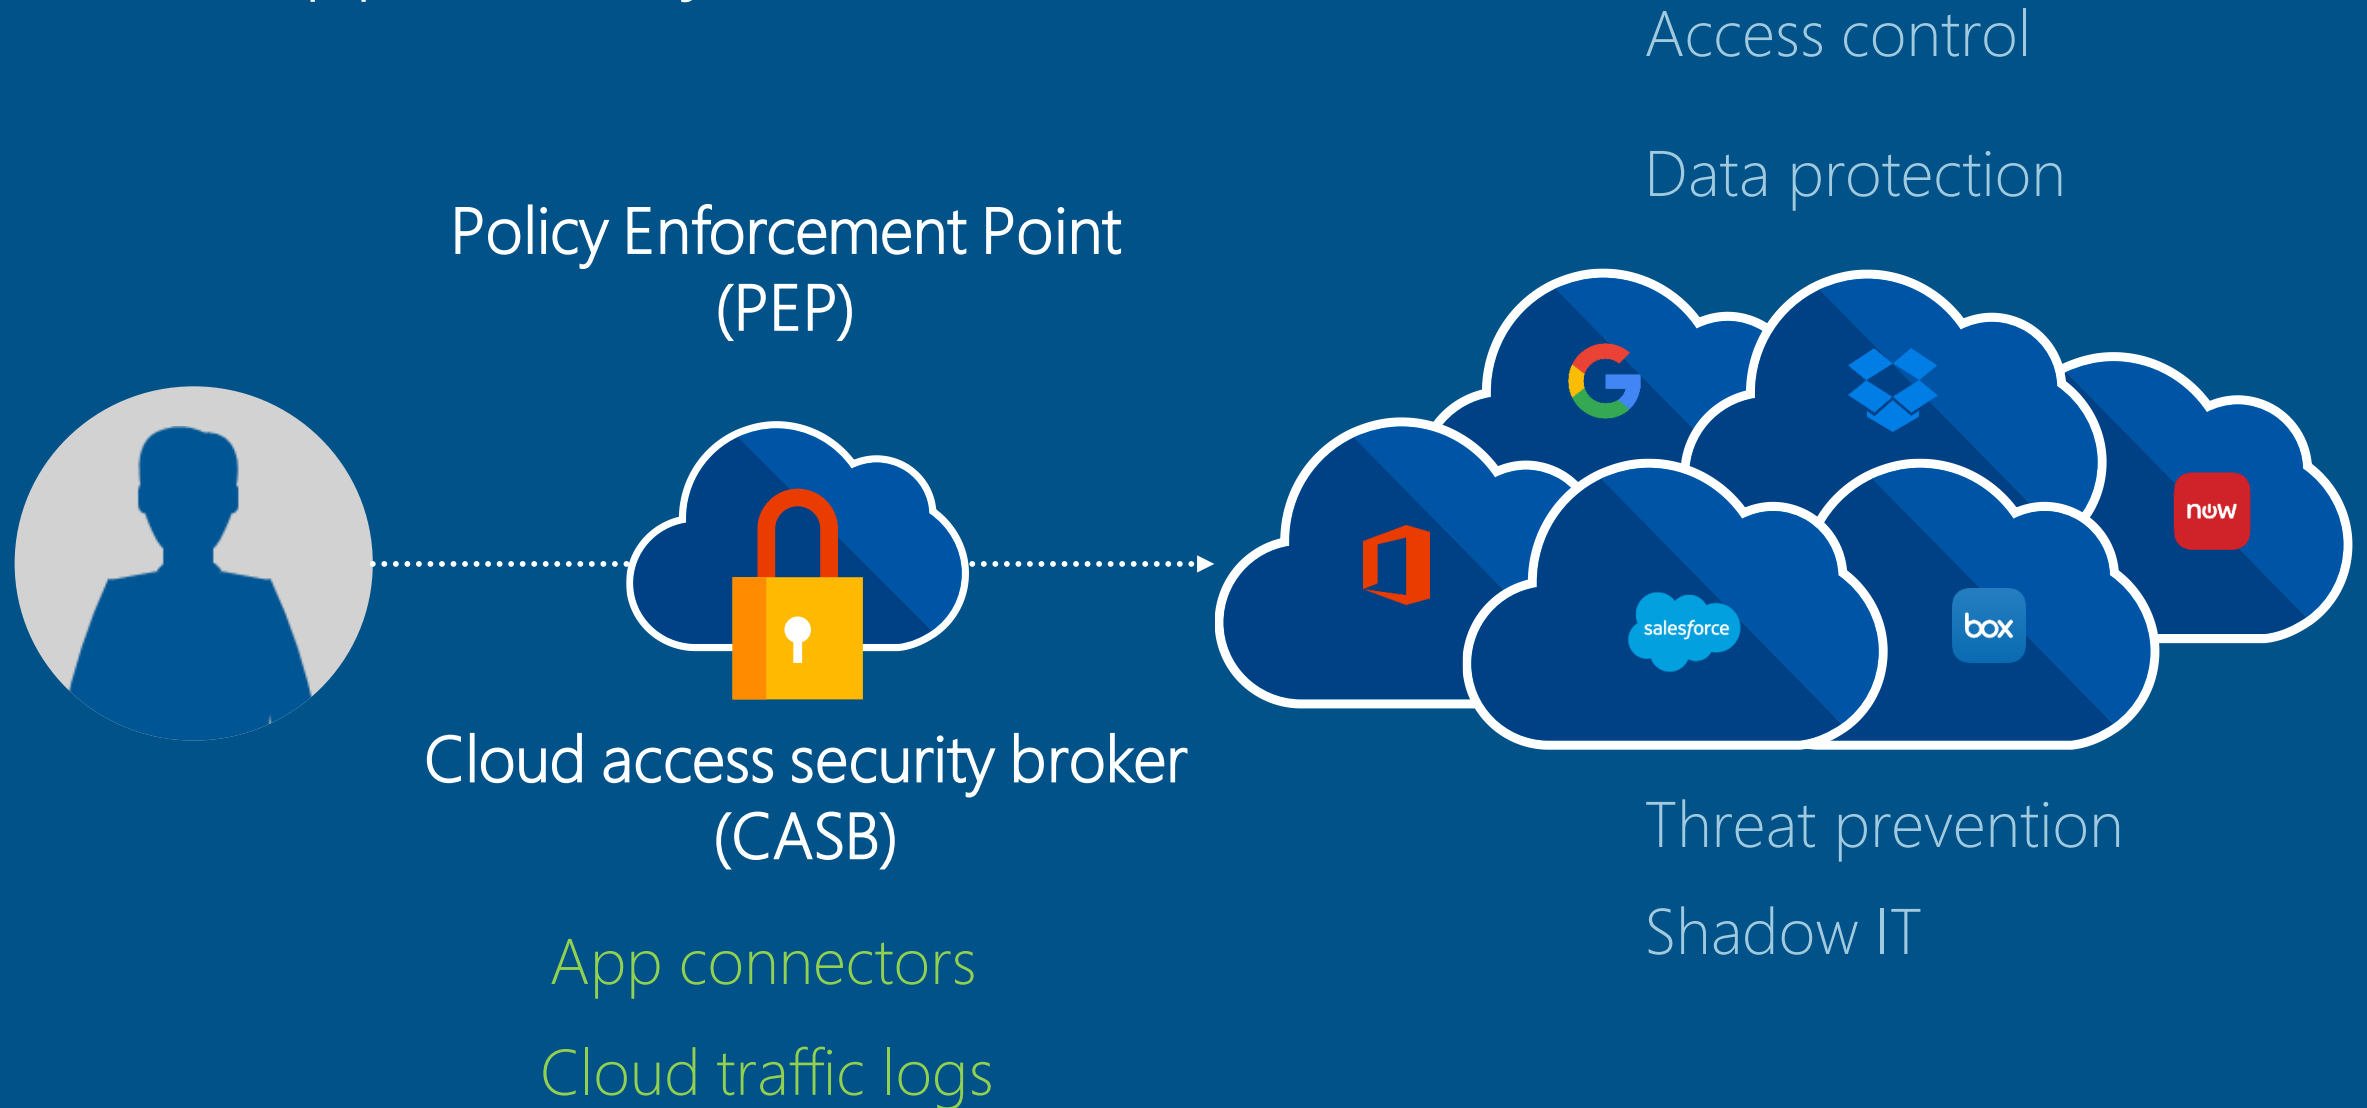 Access control
Data protection
Policy Enforcement Point
(PEP)
now
salesforce
box
Cloud access security broker
(CASB)
Threat prevention
Shadow IT
App connectors
Cloud traffic logs